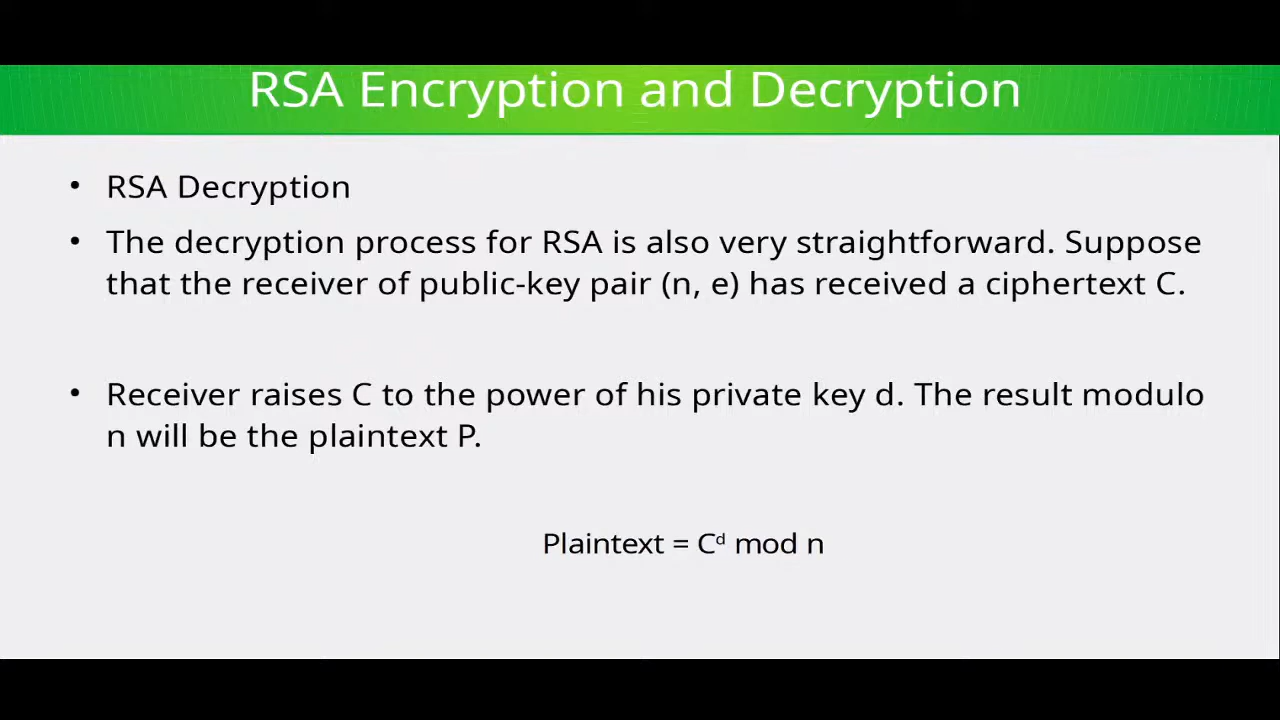 RSA Encryption and Decryption
• RSA Decryption
• The decryption process for RSA is also very straightforward. Suppose
that the receiver of public-key pair (n, e) has received a ciphertext C.
• Receiver raises C to the power of his private key d. The result modulo
n will be the plaintext P.
Plaintext = Cᵈ mod n